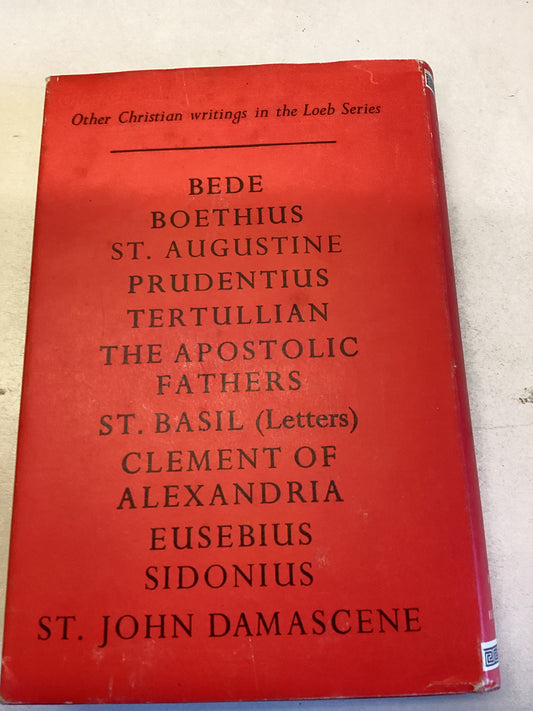 Other Christian writings in the Loeb Series
BEDE
BOETHIUS
ST. AUGUSTINE
PRUDENTIUS
TERTULLIAN
THE APOSTOLIC
FATHERS
ST. BASIL (Letters)
CLEMENT OF
ALEXANDRIA
EUSEBIUS
SIDONIUS
ST. JOHN DAMASCENE